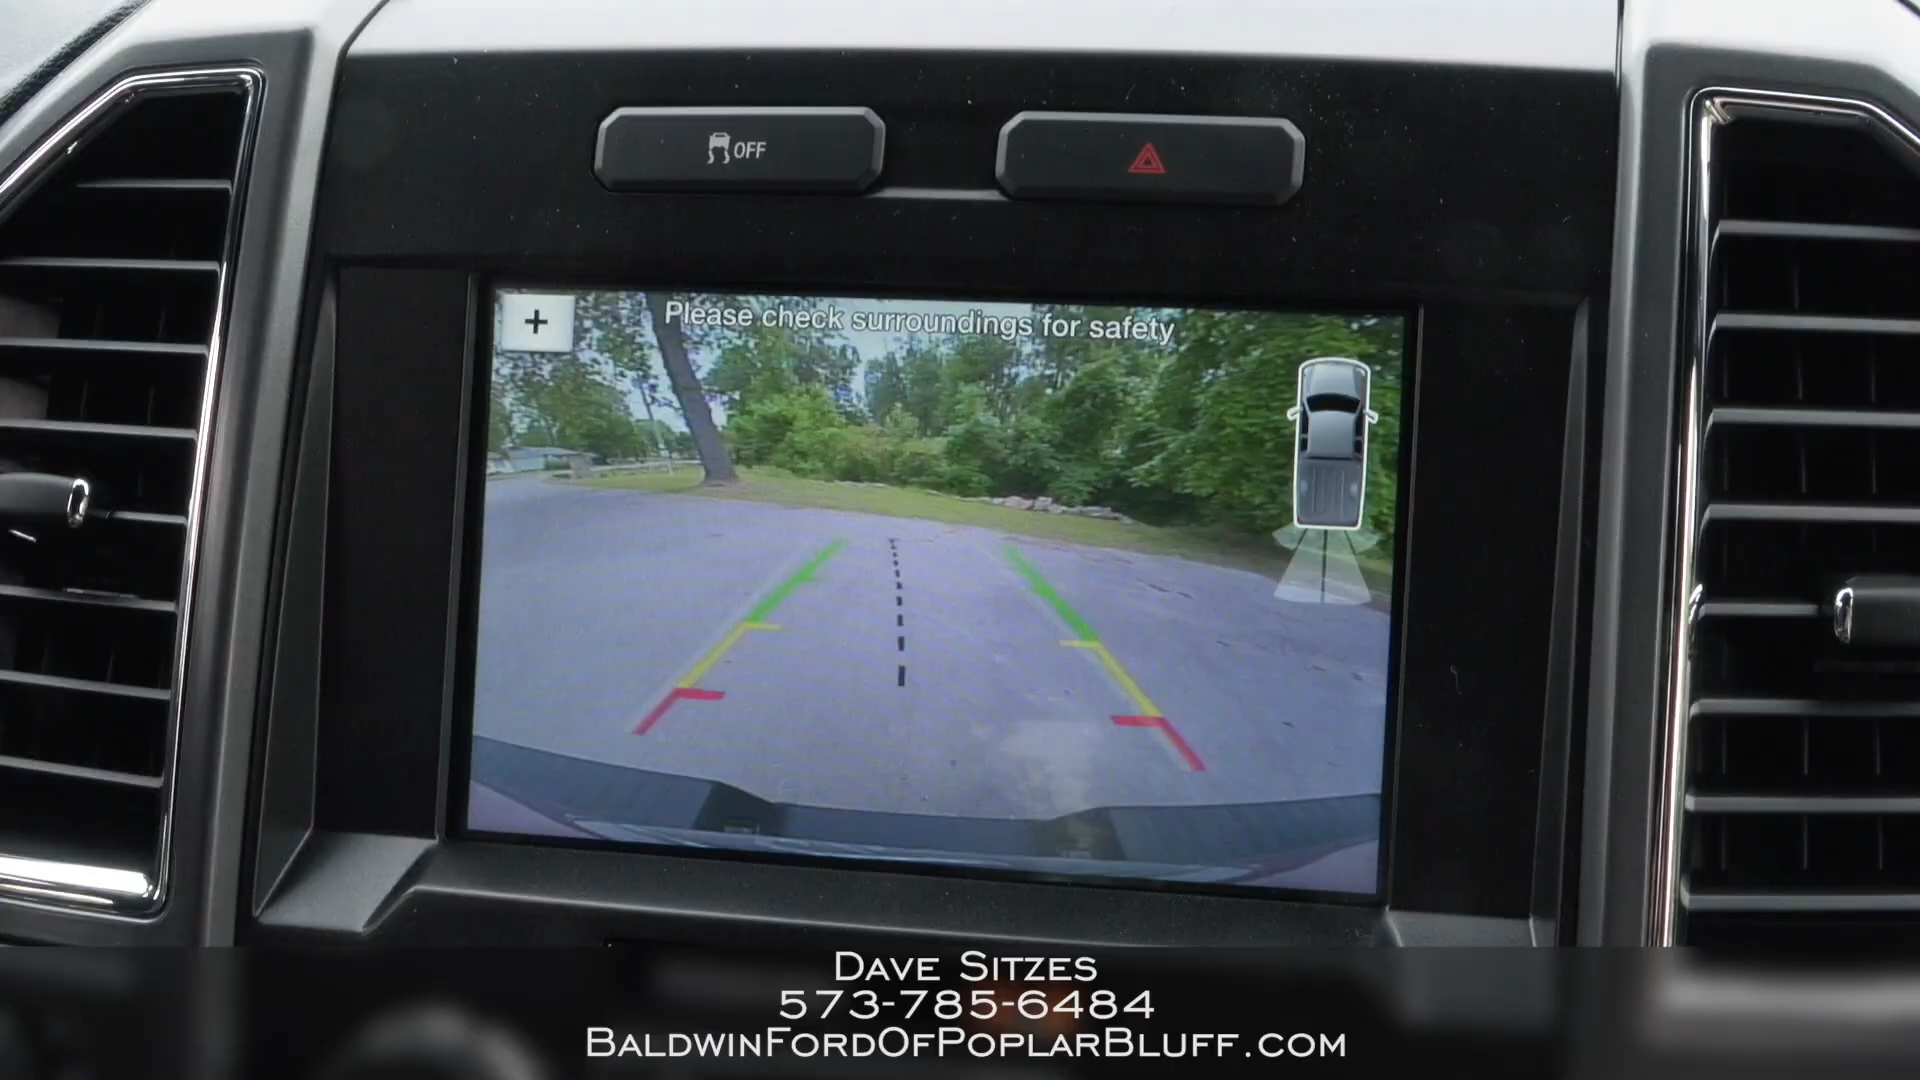 OFF
+
Please check surroundings for safety
Dave Sitzes
573-785-6484
BaldwinFordOfPoplarBluff.com